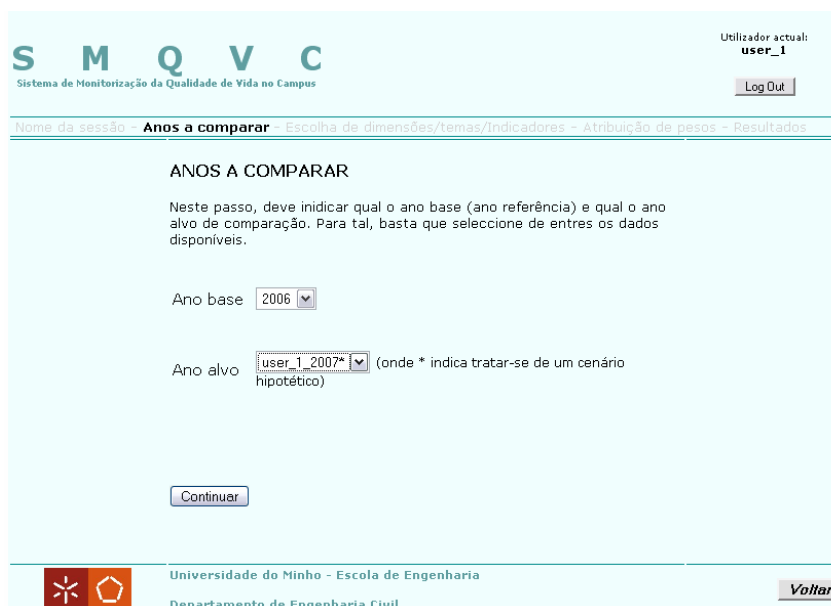 S M Q V C
Sistema de Monitorização da Qualidade de Vida no Campus
Utilizador actual:
user_1
Log Out
Nome da sessão - Anos a comparar - Escolha de dimensões/temas/Indicadores - Atribuição de pesos - Resultados
ANOS A COMPARAR
Neste passo, deve inidicar qual o ano base (ano referência) e qual o ano
alvo de comparação. Para tal, basta que seleccione de entres os dados
disponíveis.
Ano base 2006
Ano alvo user_1_2007* (onde * indica tratar-se de um cenário
hipotético)
Continuar
Universidade do Minho - Escola de Engenharia
Departamento de Engenharia Civil
Voltar